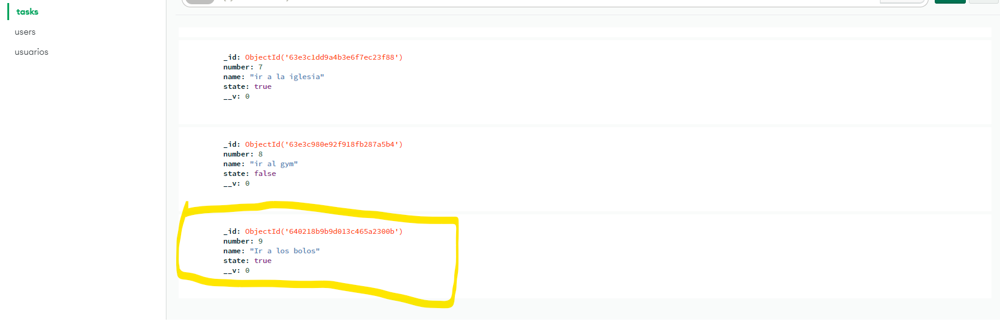 tasks
users
usuarios
_id: ObjectId('63e3c1dd9a4b3e6f7ec23f88')
number: 7
name: "ir a la iglesia"
state: true
__v: 0
_id: ObjectId('63e3c980e92f918fb287a5b4')
number: 8
name: "ir al gym"
state: false
__v: 0
_id: ObjectId('640218b9b9d013c465a2300b')
number: 9
name: "Ir a los bolos"
state: true
__v: 0